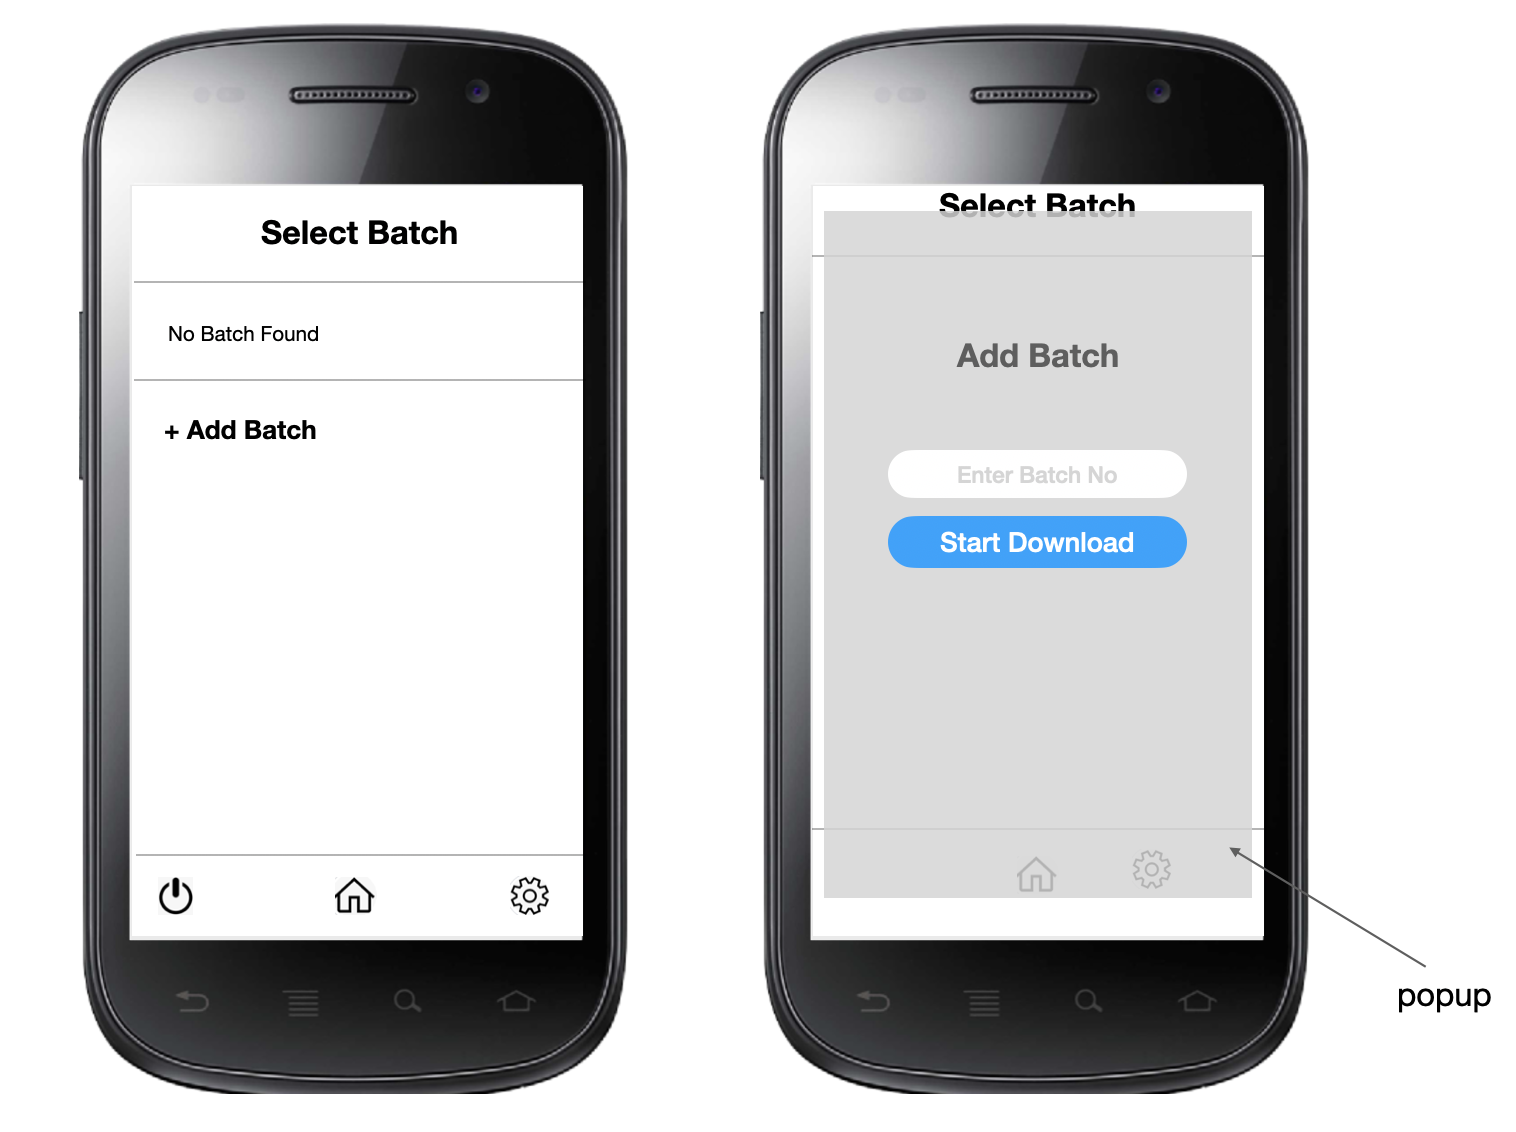 Select Batch
No Batch Found
+ Add Batch
Select Batch
Add Batch
Enter Batch No
Start Download
popup